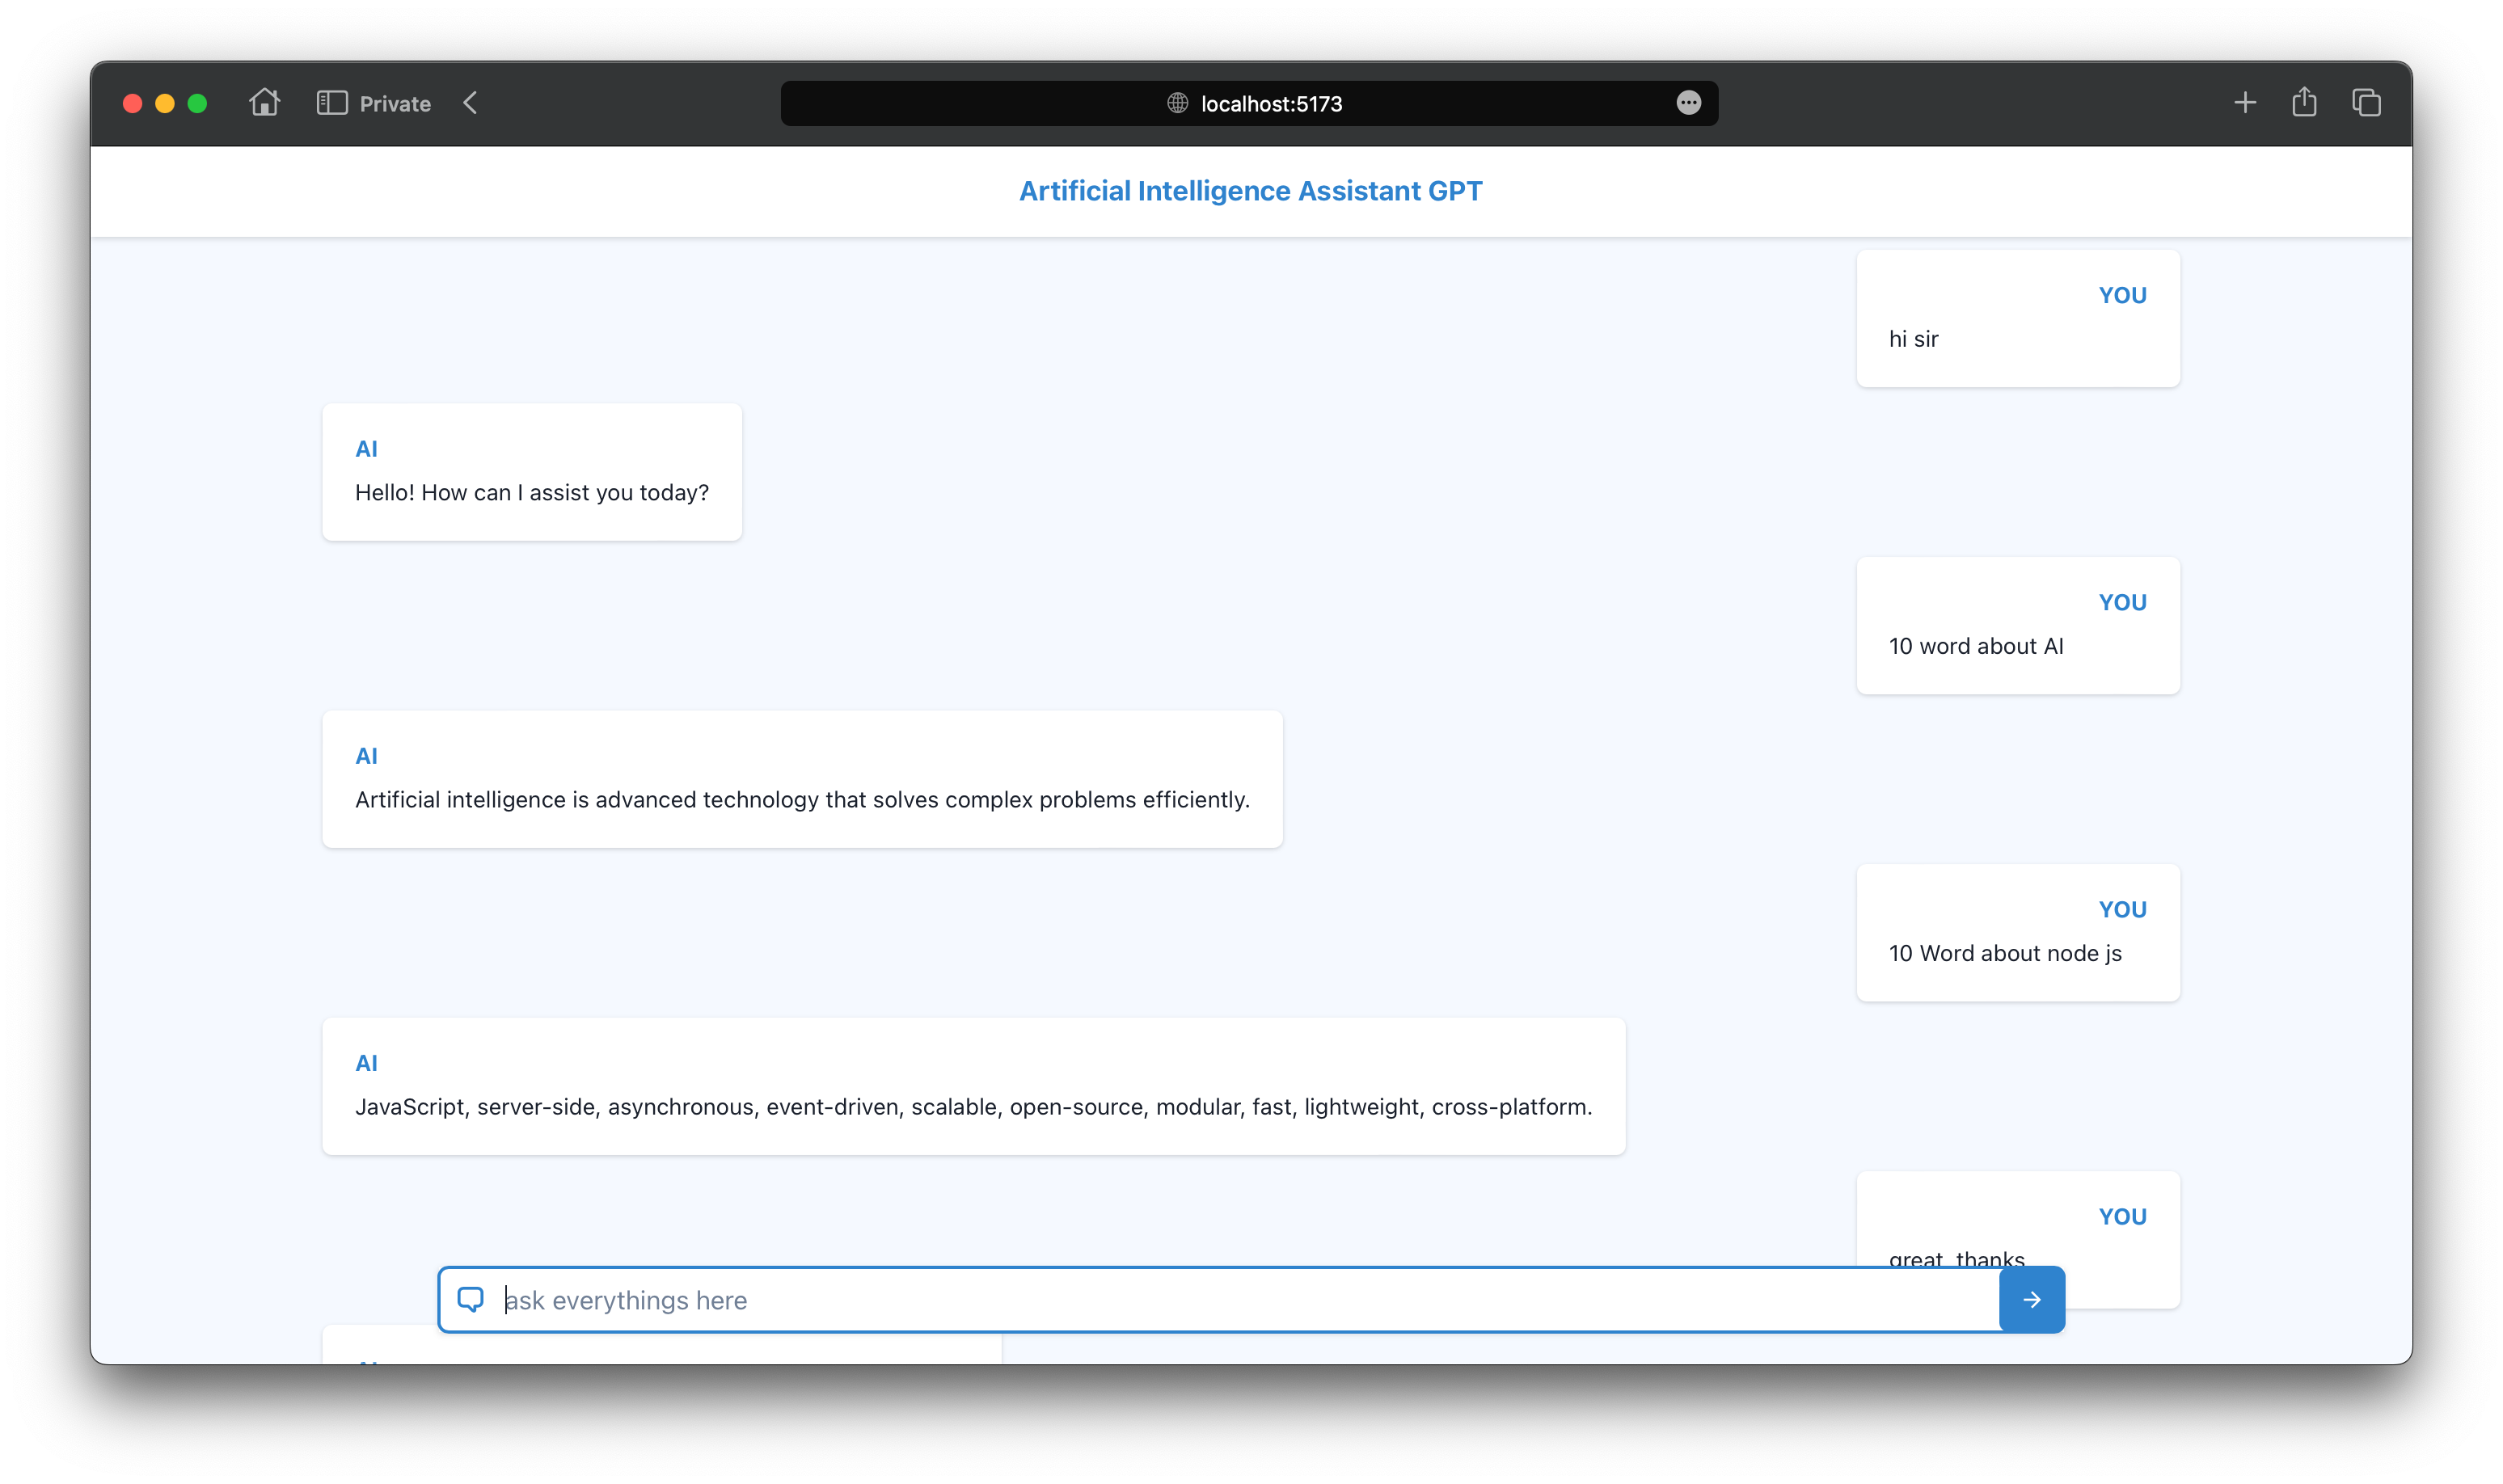 Private
localhost:5173
Artificial Intelligence Assistant GPT
YOU
hi sir
AI
Hello! How can I assist you today?
YOU
10 word about AI
AI
Artificial intelligence is advanced technology that solves complex problems efficiently.
YOU
10 Word about node js
AI
JavaScript, server-side, asynchronous, event-driven, scalable, open-source, modular, fast, lightweight, cross-platform.
YOU
great, thanks
ask everythings here